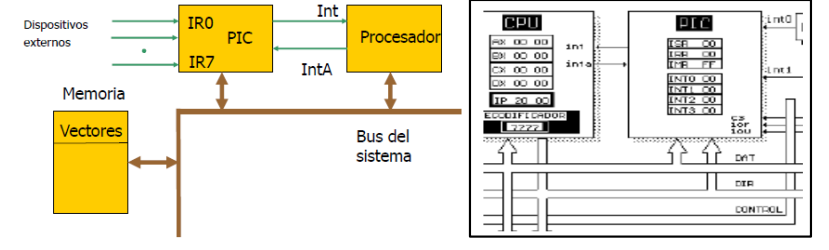 Dispositivos
externos
IR0
PIC
IR7
Int
IntA
Procesador
Memoria
Vectores
Bus del
sistema
CPU
AX 00 00
BX 00 00
CX 00 00
DX 00 00
IP 20 00
ECODIFICADOR
????
int
inta
PIC
ISR 00
IRR 00
IMR FF
INT0 00
INT1 00
INT2 00
INT3 00
int0
int1
cs
ior
iow
DAT
DIR
CONTROL